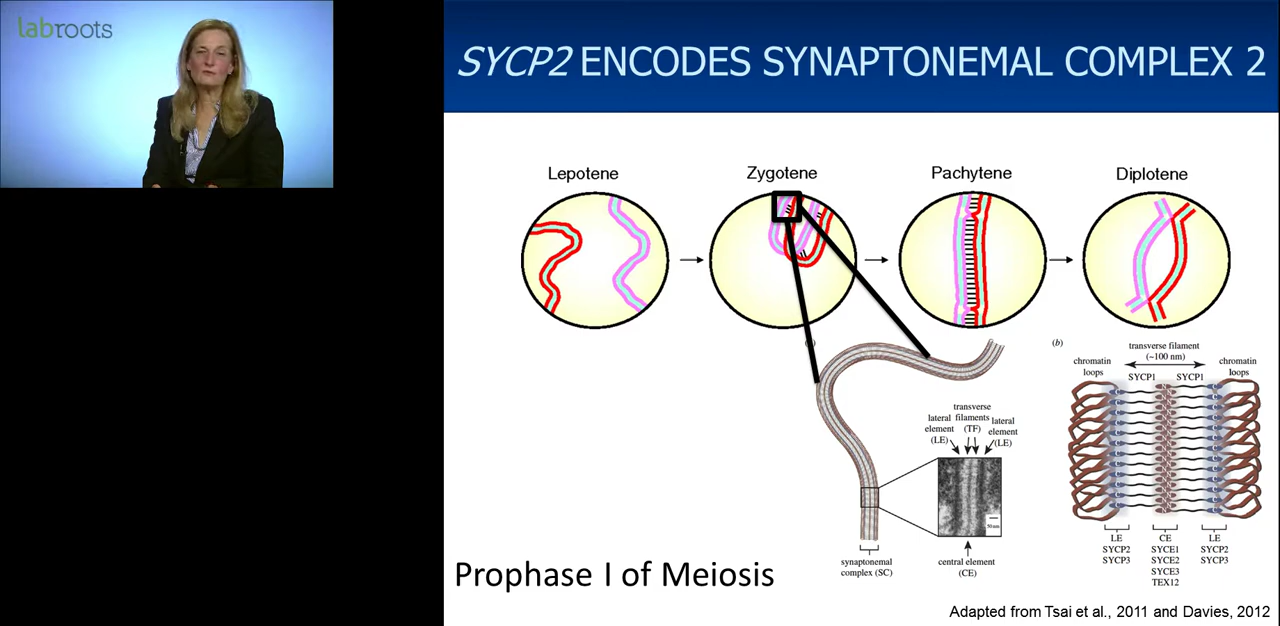 labroots
SYCP2 ENCODES SYNAPTONEMAL COMPLEX 2
Lepotene
Zygotene
Pachytene
Diplotene
(b)
transverse filament
(~100 nm)
chromatin
loops
chromatin
loops
SYCP1
SYCP1
transverse
filaments
(TF)
lateral
element
(LE)
lateral
element
(LE)
50 nm
synaptonemal
complex (SC)
central element
(CE)
LE
SYCP2
SYCP3
CE
SYCE1
SYCE2
SYCE3
TEX12
LE
SYCP2
SYCP3
Prophase I of Meiosis
Adapted from Tsai et al., 2011 and Davies, 2012